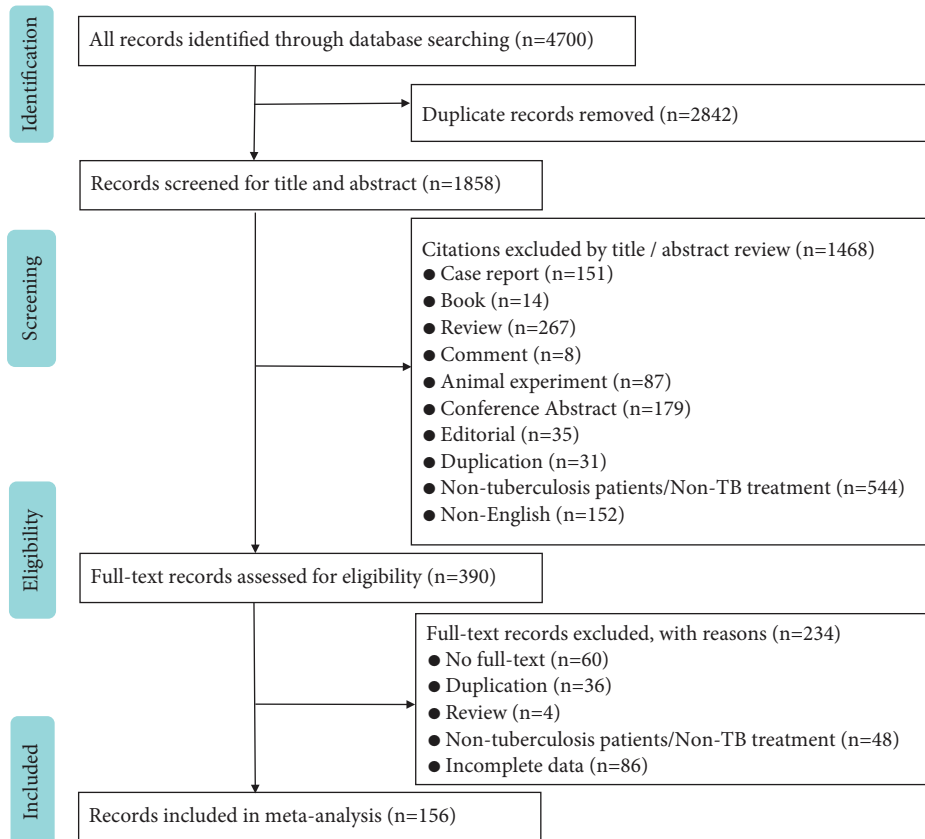 Identification
All records identified through database searching (n=4700)
Duplicate records removed (n=2842)
Records screened for title and abstract (n=1858)
Screening
Citations excluded by title / abstract review (n=1468)
● Case report (n=151)
● Book (n=14)
● Review (n=267)
● Comment (n=8)
● Animal experiment (n=87)
● Conference Abstract (n=179)
● Editorial (n=35)
● Duplication (n=31)
● Non-tuberculosis patients/Non-TB treatment (n=544)
● Non-English (n=152)
Eligibility
Full-text records assessed for eligibility (n=390)
Full-text records excluded, with reasons (n=234)
● No full-text (n=60)
● Duplication (n=36)
● Review (n=4)
● Non-tuberculosis patients/Non-TB treatment (n=48)
● Incomplete data (n=86)
Included
Records included in meta-analysis (n=156)